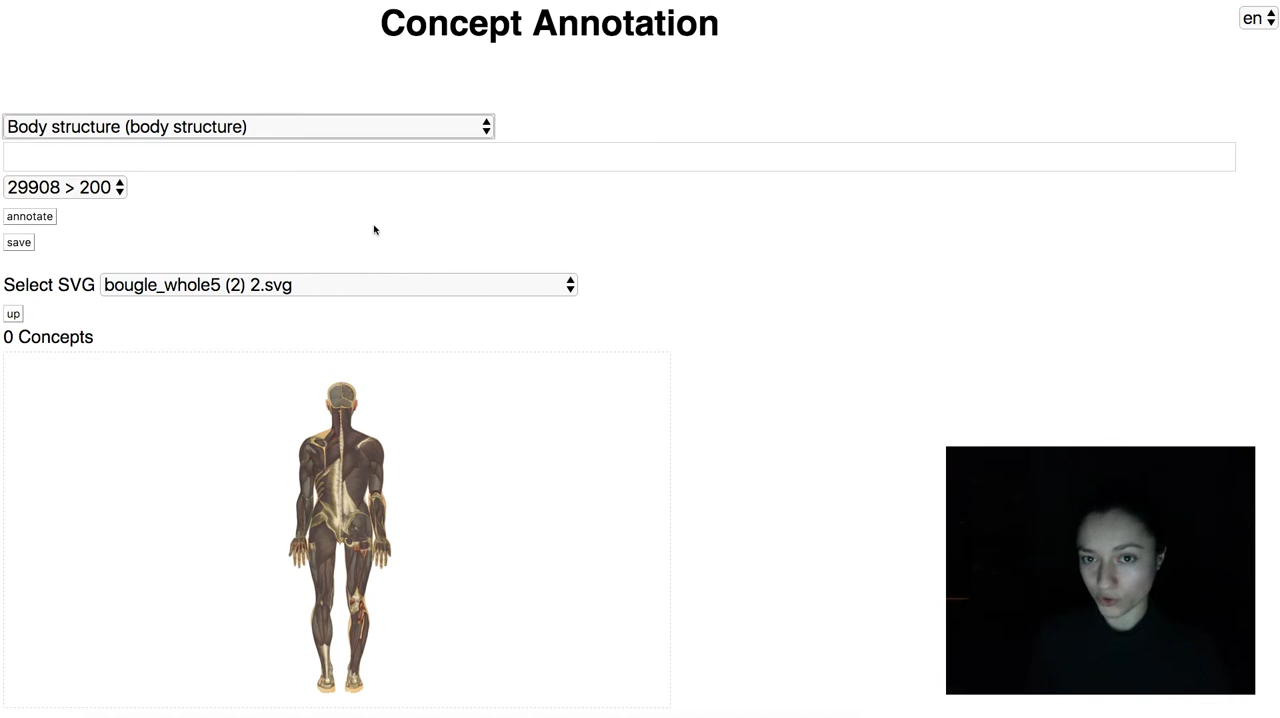 Concept Annotation
en
Body structure (body structure)
29908 > 200
annotate
save
Select SVG bougle_whole5 (2) 2.svg
up
0 Concepts